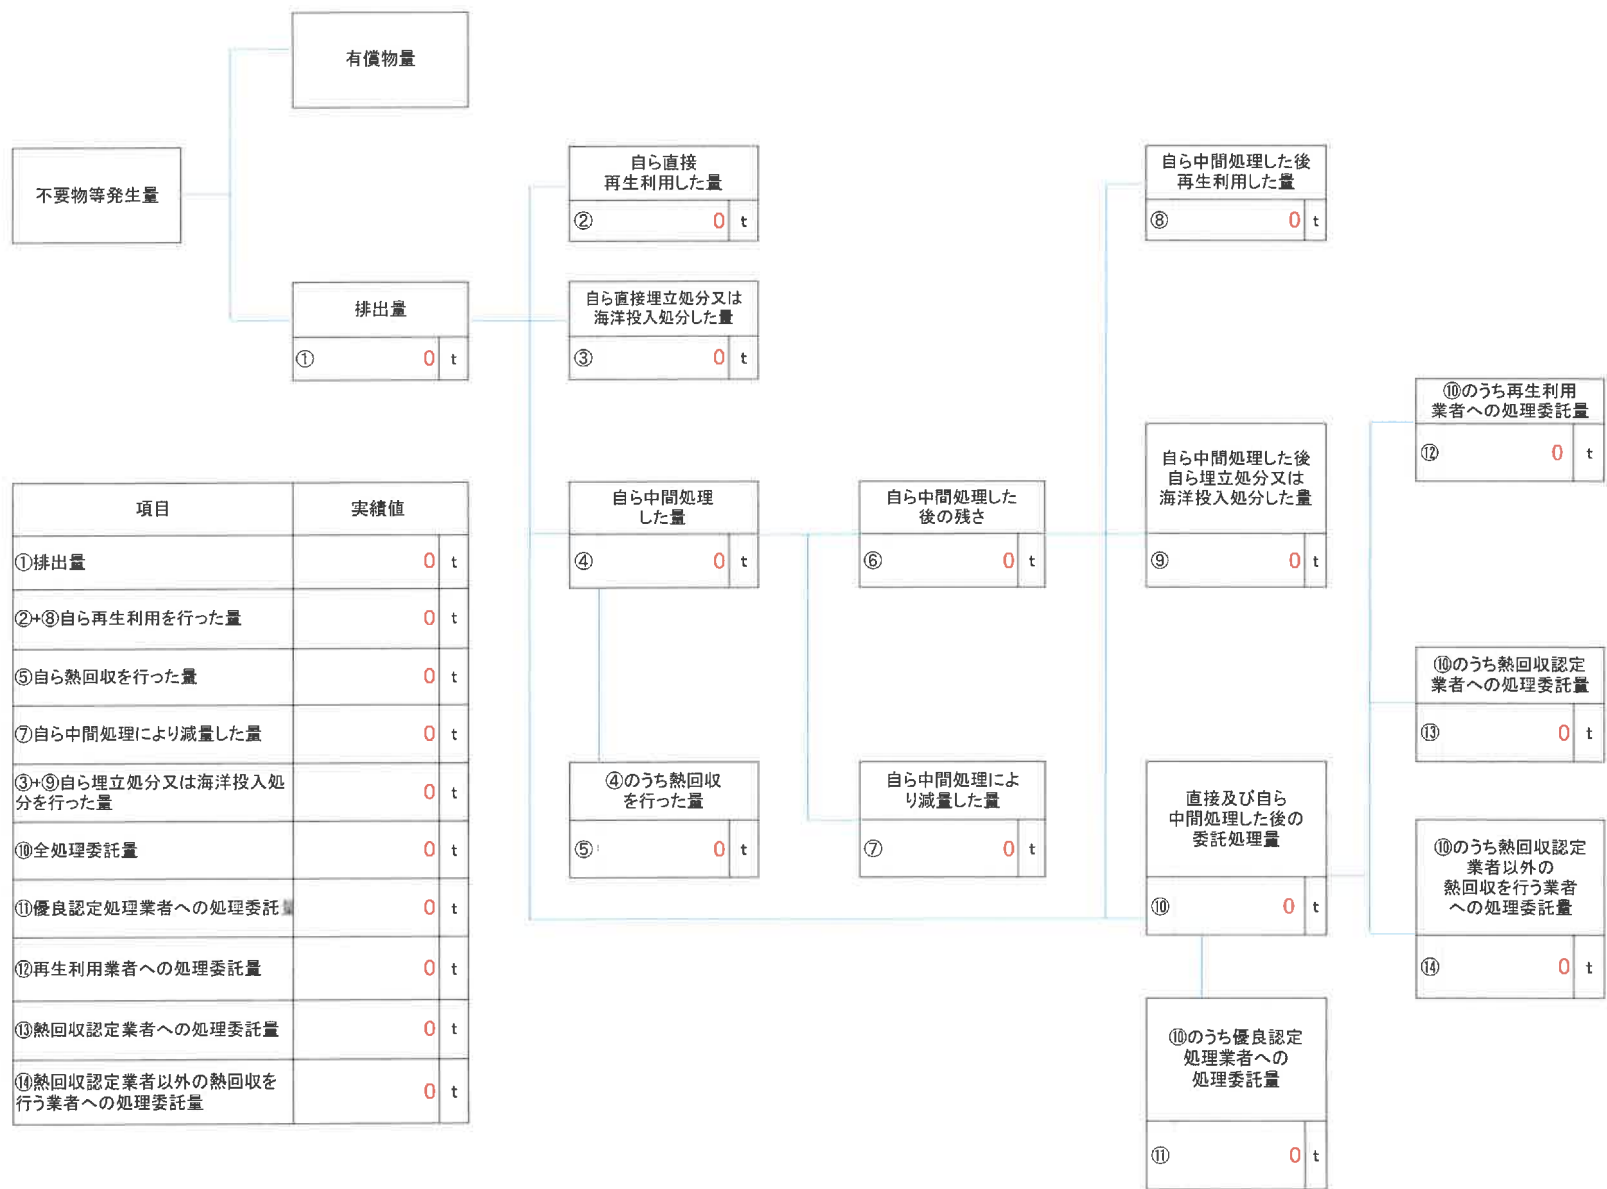 有償物量
不要物等発生量
排出量
① 0 t
自ら直接
再生利用した量
② 0 t
自ら直接埋立処分又は
海洋投入処分した量
③ 0 t
自ら中間処理
した量
④ 0 t
④のうち熱回収
を行った量
⑤ 0 t
自ら中間処理した
後の残さ
⑥ 0 t
自ら中間処理によ
り減量した量
⑦ 0 t
自ら中間処理した後
再生利用した量
⑧ 0 t
自ら中間処理した後
自ら埋立処分又は
海洋投入処分した量
⑨ 0 t
直接及び自ら
中間処理した後の
委託処理量
⑩ 0 t
⑩のうち優良認定
処理業者への
処理委託量
⑪ 0 t
⑩のうち再生利用
業者への処理委託量
⑫ 0 t
⑩のうち熱回収認定
業者への処理委託量
⑬ 0 t
⑩のうち熱回収認定
業者以外の
熱回収を行う業者
への処理委託量
⑭ 0 t
項目 実績値
①排出量 0 t
②+⑧自ら再生利用を行った量 0 t
⑤自ら熱回収を行った量 0 t
⑦自ら中間処理により減量した量 0 t
③+⑨自ら埋立処分又は海洋投入処
分を行った量 0 t
⑩全処理委託量 0 t
⑪優良認定処理業者への処理委託量 0 t
⑫再生利用業者への処理委託量 0 t
⑬熱回収認定業者への処理委託量 0 t
⑭熱回収認定業者以外の熱回収を
行う業者への処理委託量 0 t